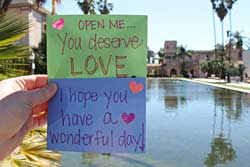 OPEN ME...
You deserve
LOVE.
I hope you
have a
wonderful day!